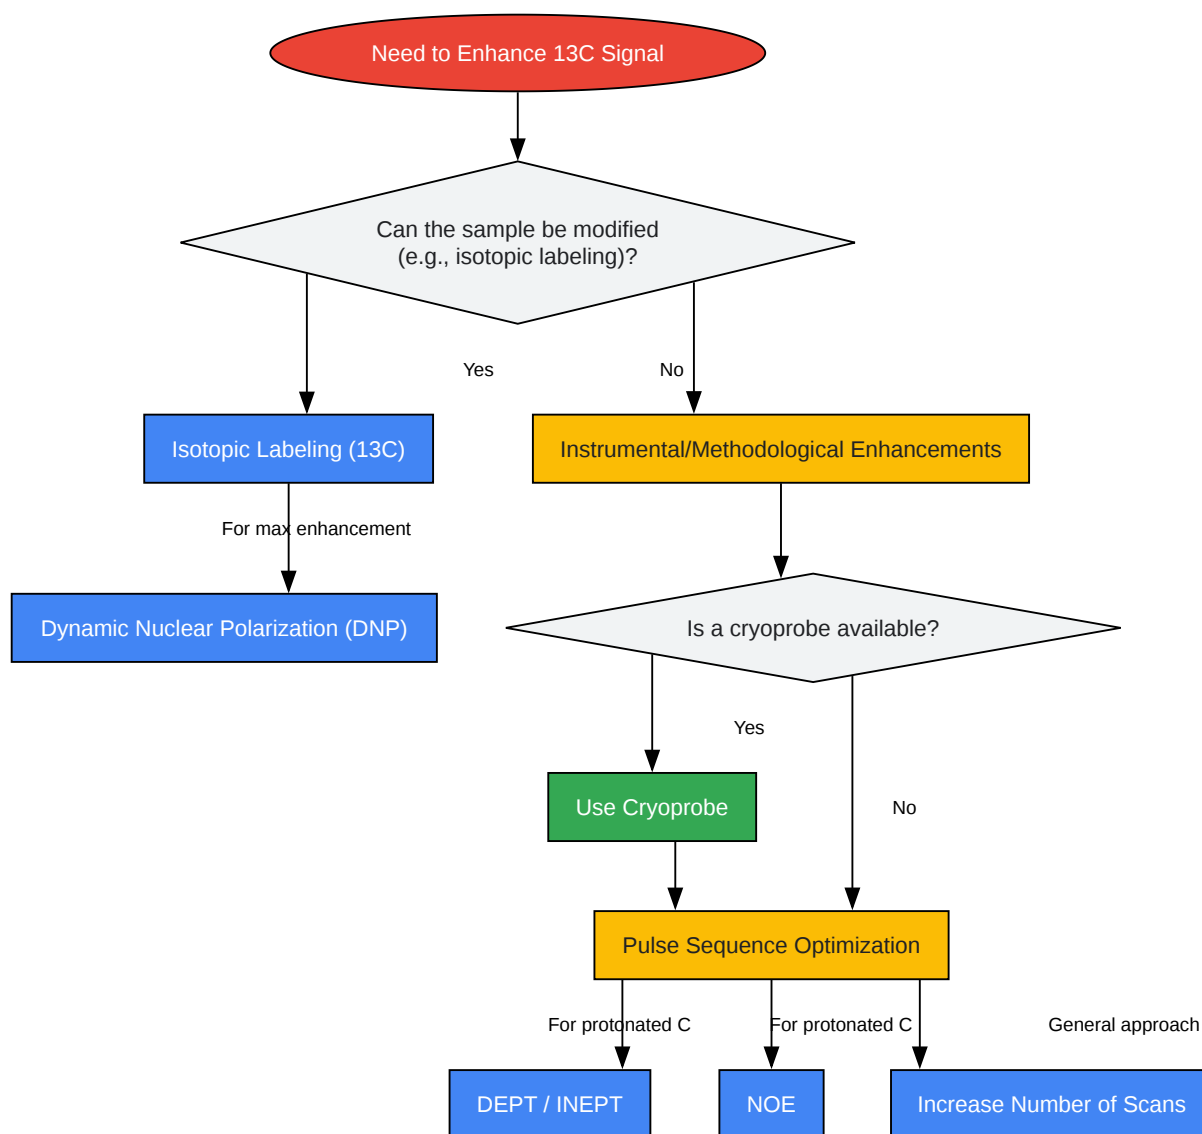 Need to Enhance 13C Signal
Can the sample be modified
(e.g., isotopic labeling)?
Yes
No
Isotopic Labeling (13C)
Instrumental/Methodological Enhancements
For max enhancement
Dynamic Nuclear Polarization (DNP)
Is a cryoprobe available?
Yes
Use Cryoprobe
No
Pulse Sequence Optimization
For protonated C
For protonated C
General approach
DEPT / INEPT
NOE
Increase Number of Scans